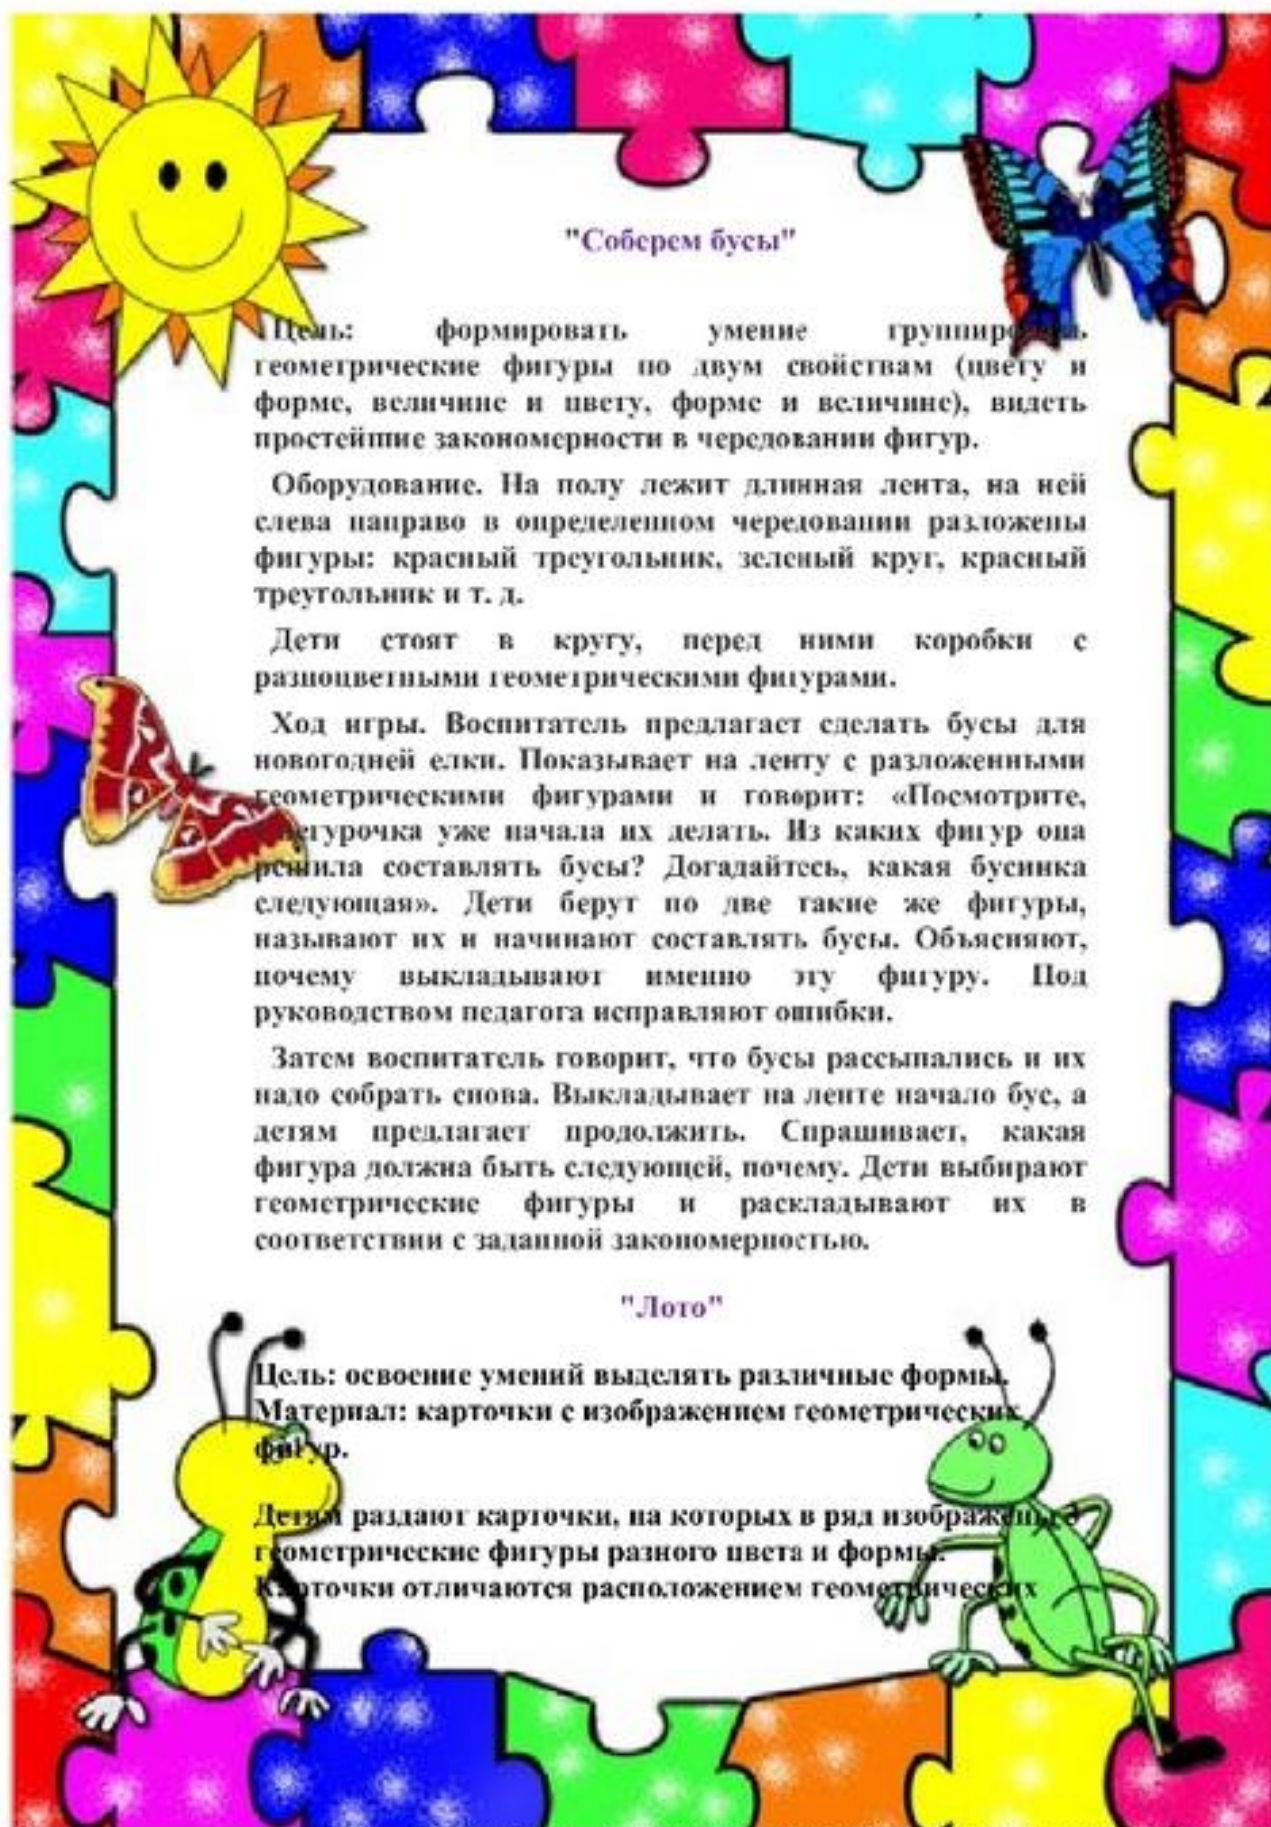 "Соберем бусы"
Цель: формировать умение группировать
геометрические фигуры по двум свойствам (цвету и
форме, величине и цвету, форме и величине), видеть
простейшие закономерности в чередовании фигур.
Оборудование. На полу лежит длинная лента, на ней
слева направо в определенном чередовании разложены
фигуры: красный треугольник, зеленый круг, красный
треугольник и т. д.
Дети стоят в кругу, перед ними коробки с
разноцветными геометрическими фигурами.
Ход игры. Воспитатель предлагает сделать бусы для
новогодней елки. Показывает на ленту с разложенными
геометрическими фигурами и говорит: «Посмотрите,
Снегурочка уже начала их делать. Из каких фигур она
решила составлять бусы? Догадайтесь, какая бусинка
следующая». Дети берут по две такие же фигуры,
называют их и начинают составлять бусы. Объясняют,
почему выкладывают именно эту фигуру. Под
руководством педагога исправляют ошибки.
Затем воспитатель говорит, что бусы рассыпались и их
надо собрать снова. Выкладывает на ленте начало бус, а
детям предлагает продолжить. Спрашивает, какая
фигура должна быть следующей, почему. Дети выбирают
геометрические фигуры и раскладывают их в
соответствии с заданной закономерностью.
"Лото"
Цель: освоение умений выделять различные формы.
Материал: карточки с изображением геометрических
фигур.
Детям раздают карточки, на которых в ряд изображены 3
геометрические фигуры разного цвета и формы.
Карточки отличаются расположением геометрических